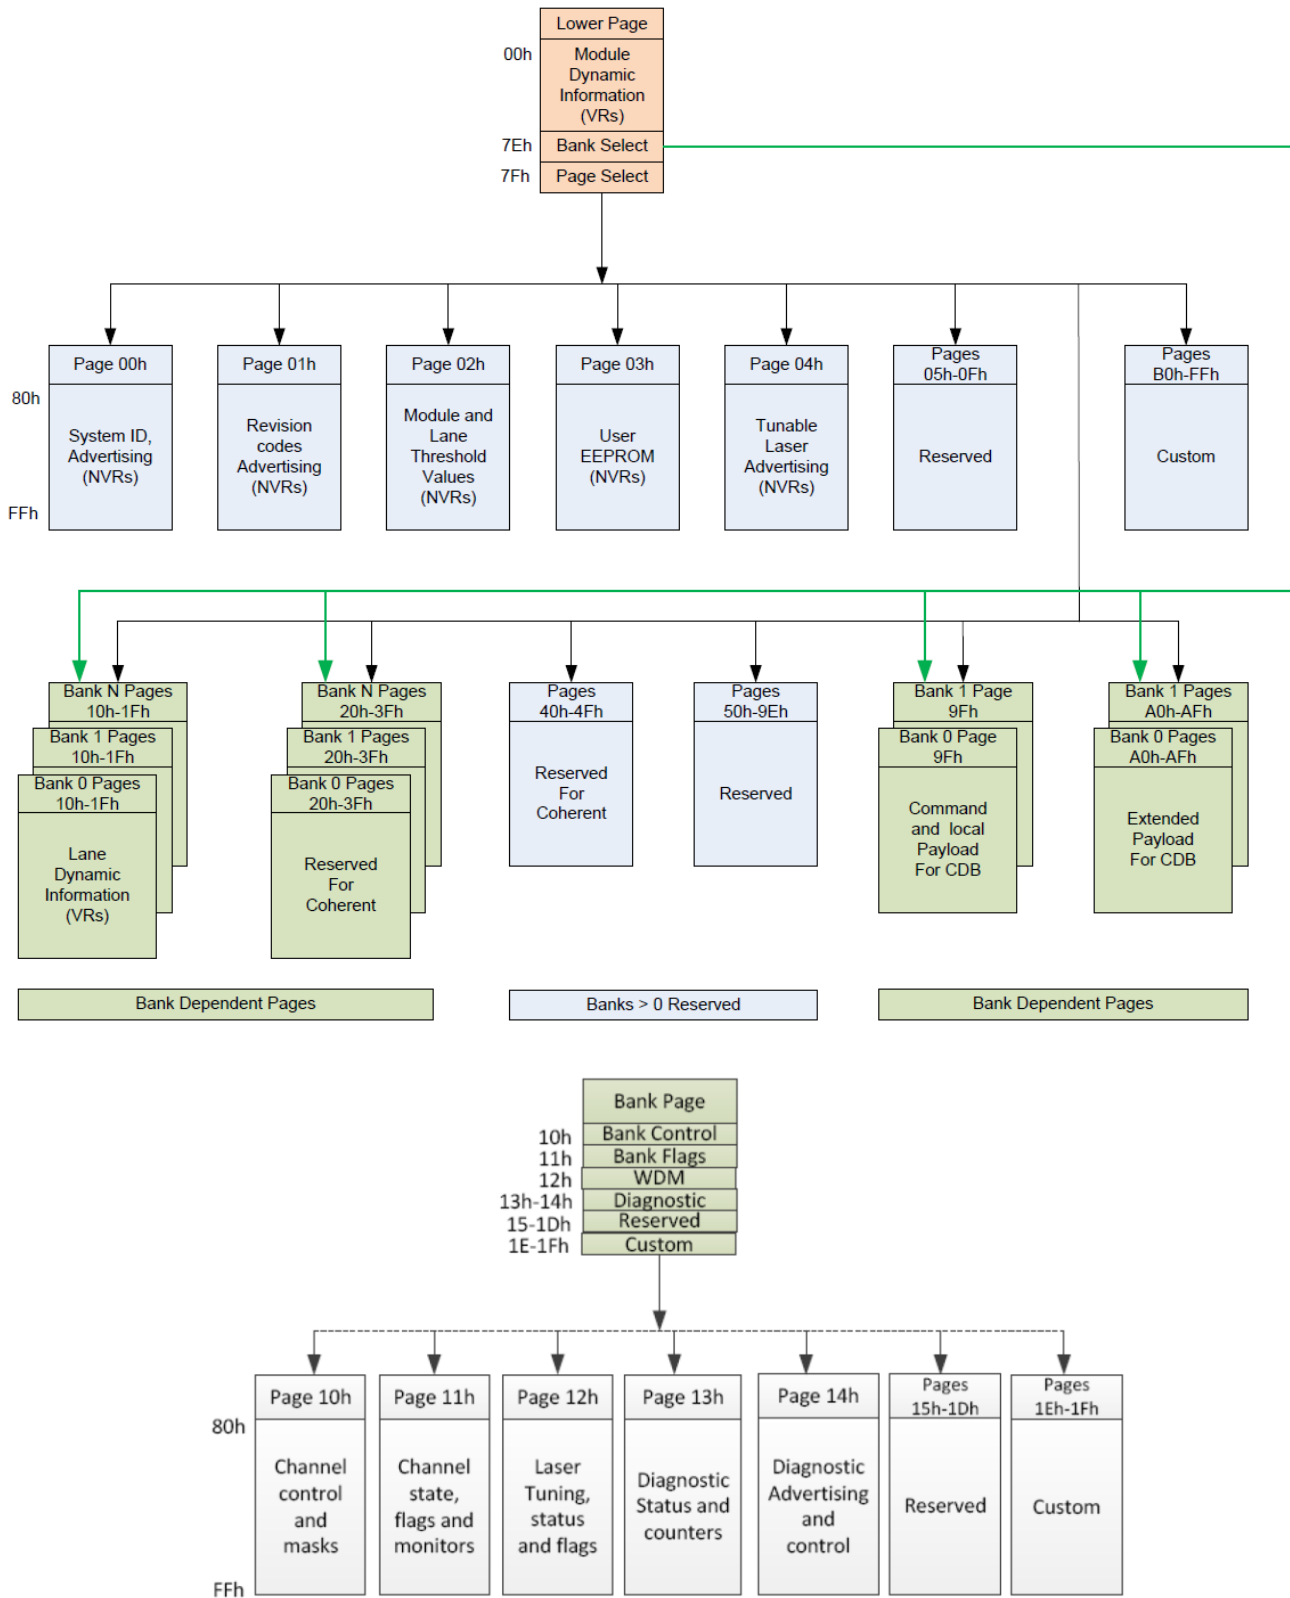 Lower Page
00h
Module
Dynamic
Information
(VRs)
7Eh
Bank Select
7Fh
Page Select
Page 00h
Page 01h
Page 02h
Page 03h
Page 04h
Pages
05h-0Fh
Pages
B0h-FFh
80h
System ID,
Advertising
(NVRs)
Revision
codes
Advertising
(NVRs)
Module and
Lane
Threshold
Values
(NVRs)
User
EEPROM
(NVRs)
Tunable
Laser
Advertising
(NVRs)
Reserved
Custom
FFh
Bank N Pages
10h-1Fh
Bank 1 Pages
10h-1Fh
Bank 0 Pages
10h-1Fh
Lane
Dynamic
Information
(VRs)
Bank N Pages
20h-3Fh
Bank 1 Pages
20h-3Fh
Bank 0 Pages
20h-3Fh
Reserved
For
Coherent
Pages
40h-4Fh
Reserved
For
Coherent
Pages
50h-9Eh
Reserved
Bank 1 Page
9Fh
Bank 0 Page
9Fh
Command
and local
Payload
For CDB
Bank 1 Pages
A0h-AFh
Bank 0 Pages
A0h-AFh
Extended
Payload
For CDB
Bank Dependent Pages
Banks > 0 Reserved
Bank Dependent Pages
Bank Page
10h
Bank Control
11h
Bank Flags
12h
WDM
13h-14h
Diagnostic
15-1Dh
Reserved
1E-1Fh
Custom
Page 10h
Page 11h
Page 12h
Page 13h
Page 14h
Pages
15h-1Dh
Pages
1Eh-1Fh
80h
Channel
control
and
masks
Channel
state,
flags and
monitors
Laser
Tuning,
status
and flags
Diagnostic
Status and
counters
Diagnostic
Advertising
and
control
Reserved
Custom
FFh